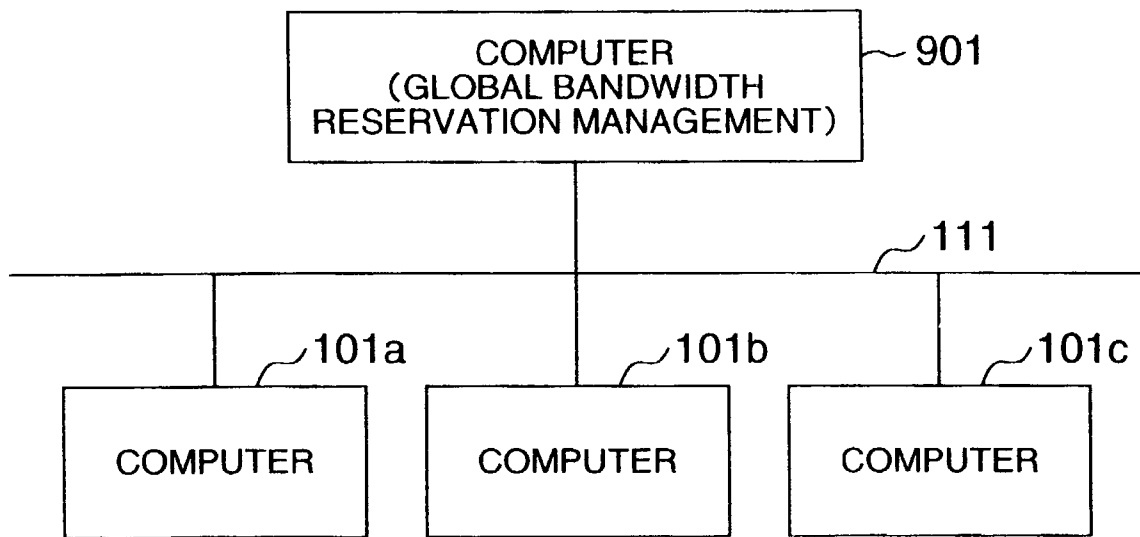 COMPUTER
(GLOBAL BANDWIDTH
RESERVATION MANAGEMENT)
901
111
101a
101b
101c
COMPUTER
COMPUTER
COMPUTER